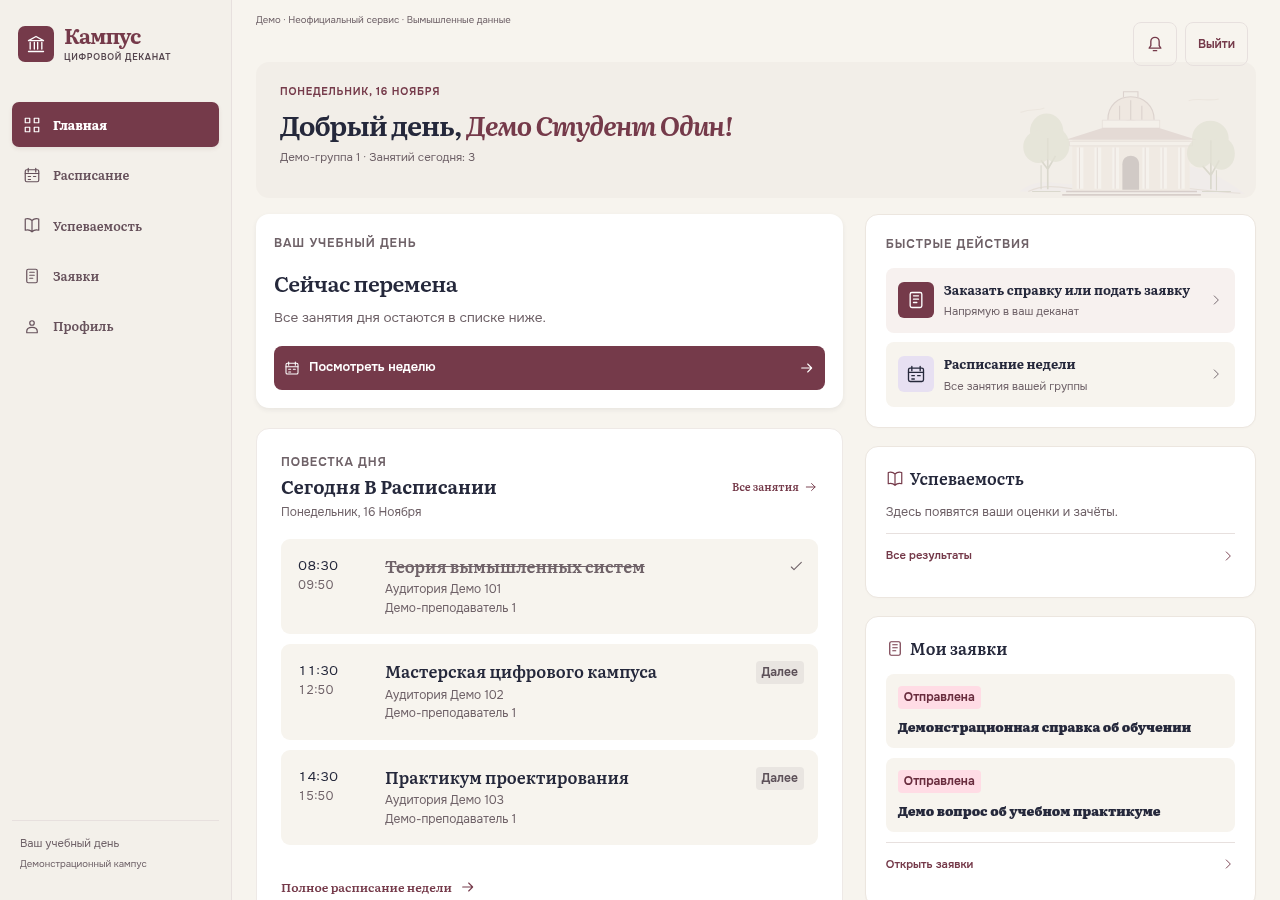 Кампус
ЦИФРОВОЙ ДЕКАНАТ
Главная
Расписание
Успеваемость
Заявки
Профиль
Ваш учебный день
Демонстрационный кампус
Демо · Неофициальный сервис · Вымышленные данные
Выйти
ПОНЕДЕЛЬНИК, 16 НОЯБРЯ
Добрый день, Демо Студент Один!
Демо-группа 1 · Занятий сегодня: 3
ВАШ УЧЕБНЫЙ ДЕНЬ
Сейчас перемена
Все занятия дня остаются в списке ниже.
Посмотреть неделю
ПОВЕСТКА ДНЯ
Сегодня В Расписании
Все занятия
Понедельник, 16 Ноября
08:30
09:50
Теория вымышленных систем
Аудитория Демо 101
Демо-преподаватель 1
11:30
12:50
Мастерская цифрового кампуса
Далее
Аудитория Демо 102
Демо-преподаватель 1
14:30
15:50
Практикум проектирования
Далее
Аудитория Демо 103
Демо-преподаватель 1
Полное расписание недели
БЫСТРЫЕ ДЕЙСТВИЯ
Заказать справку или подать заявку
Напрямую в ваш деканат
Расписание недели
Все занятия вашей группы
Успеваемость
Здесь появятся ваши оценки и зачёты.
Все результаты
Мои заявки
Отправлена
Демонстрационная справка об обучении
Отправлена
Демо вопрос об учебном практикуме
Открыть заявки